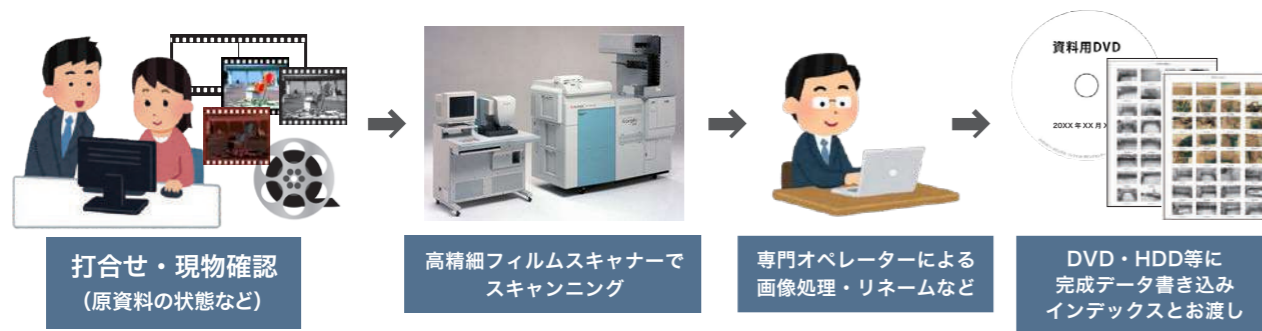 資料用DVD
20XX年XX月
打合せ・現物確認
（原資料の状態など）
高精細フィルムスキャナーで
スキャンニング
専門オペレーターによる
画像処理・リネームなど
DVD・HDD等に
完成データ書き込み
インデックスとお渡し